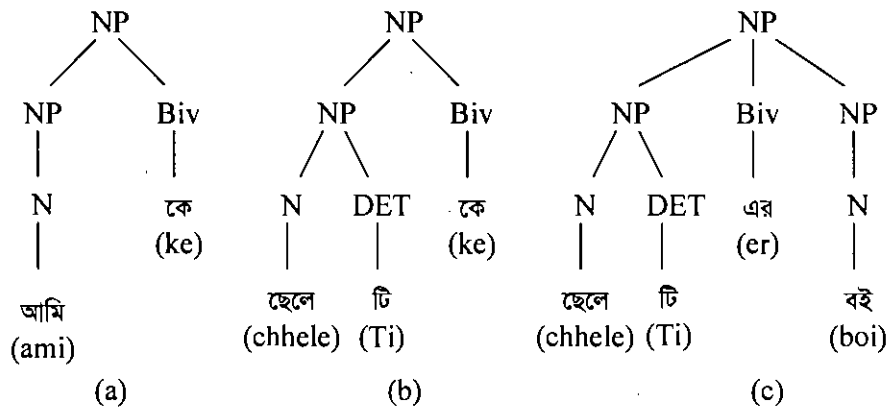 NP NP NP
NP Biv NP Biv NP Biv NP
N কে N DET কে N DET এর N
(ke) (ke) (er)
আমি ছেলে টি ছেলে টি বই
(ami) (chhele) (Ti) (chhele) (Ti) (boi)
(a) (b) (c)